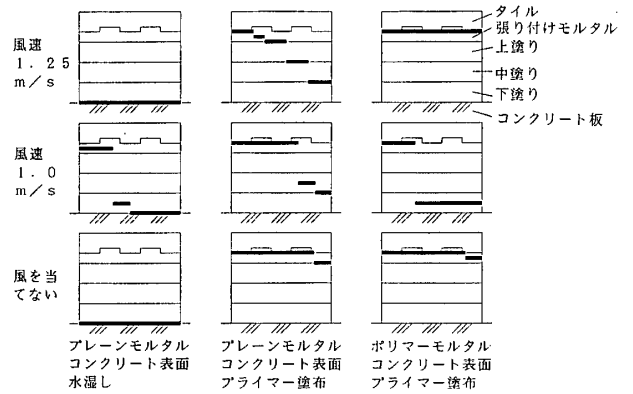 タイル
張り付けモルタル
上塗り
中塗り
下塗り
コンクリート板
風速
1．25
m／s
風速
1．0
m／s
風を当
てない
プレーンモルタル
コンクリート表面
水湿し
プレーンモルタル
コンクリート表面
プライマー塗布
ポリマーモルタル
コンクリート表面
プライマー塗布